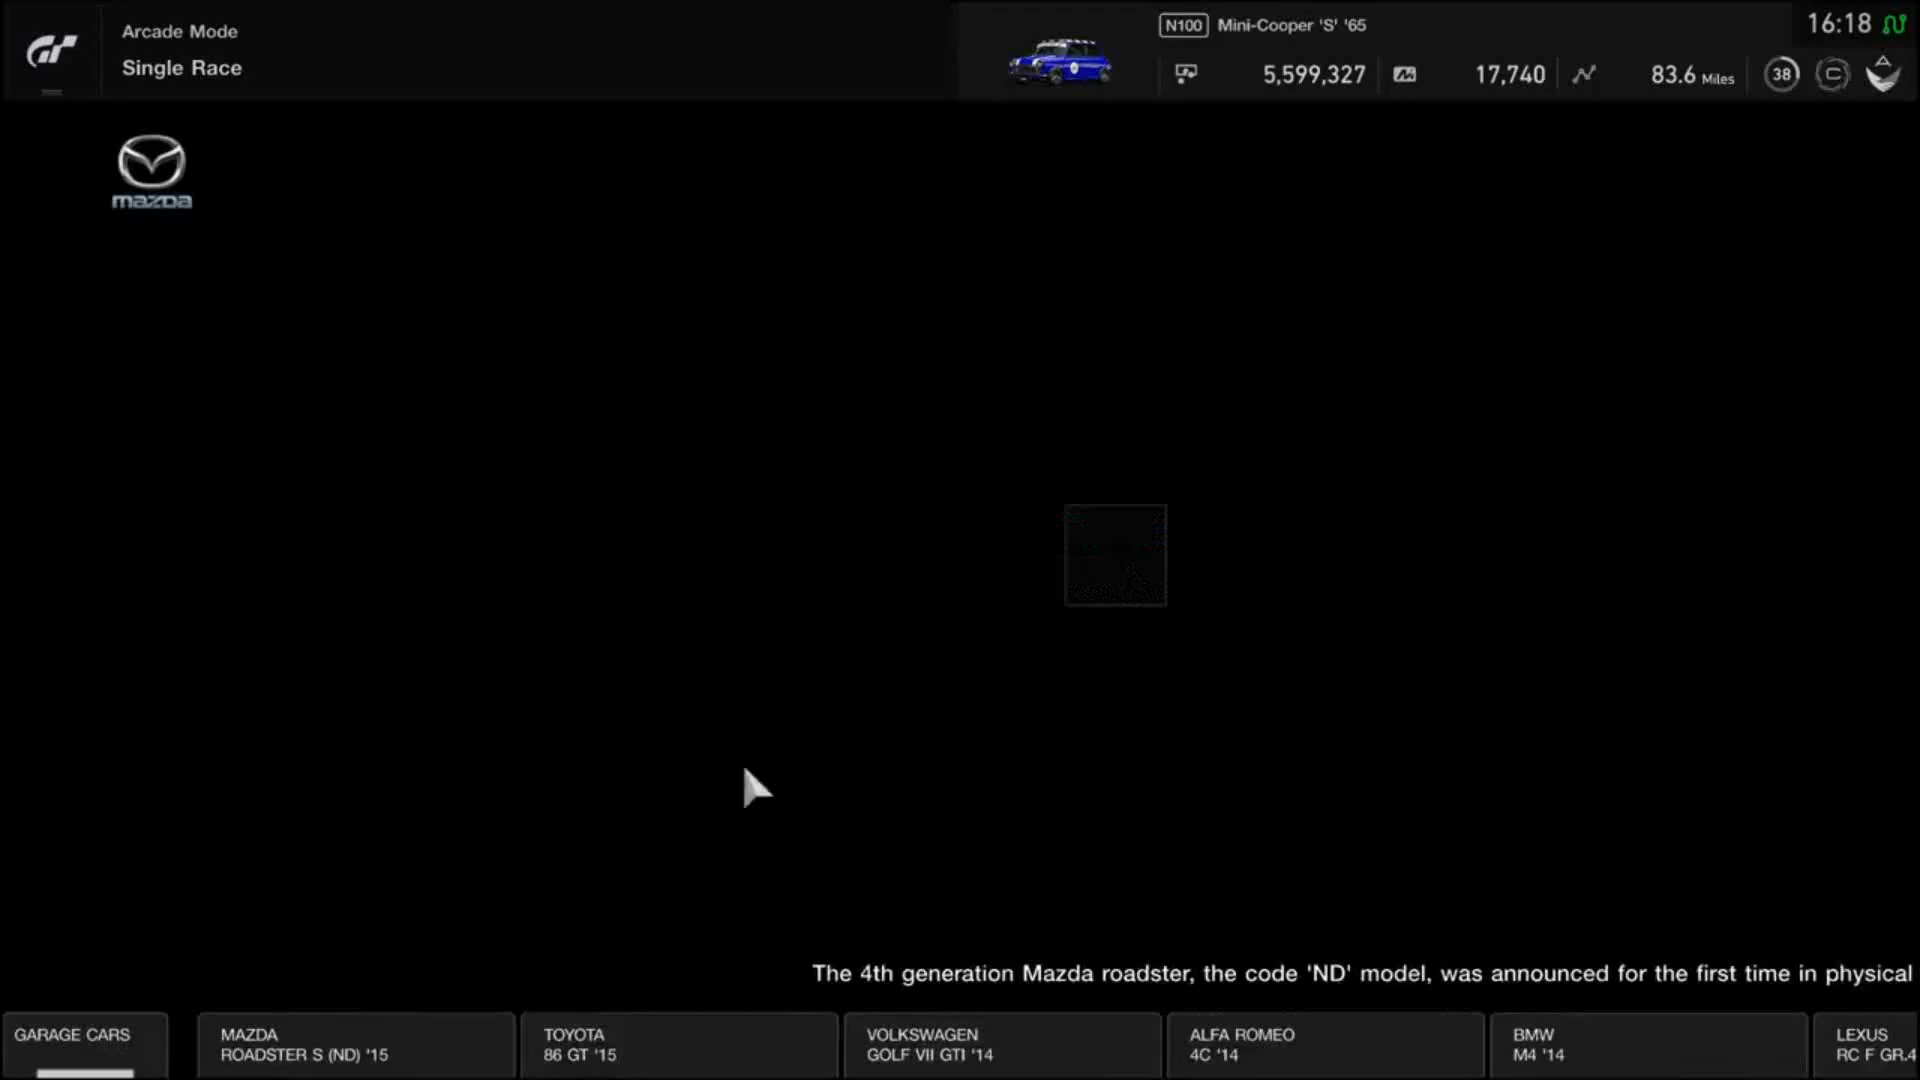 Arcade Mode
Single Race
N100 Mini-Cooper 'S' '65
5,599,327
17,740
83.6 Miles
38
C
16:18
mazda
The 4th generation Mazda roadster, the code 'ND' model, was announced for the first time in physical
GARAGE CARS
MAZDA
ROADSTER S (ND) '15
TOYOTA
86 GT '15
VOLKSWAGEN
GOLF VII GTI '14
ALFA ROMEO
4C '14
BMW
M4 '14
LEXUS
RC F GR.4